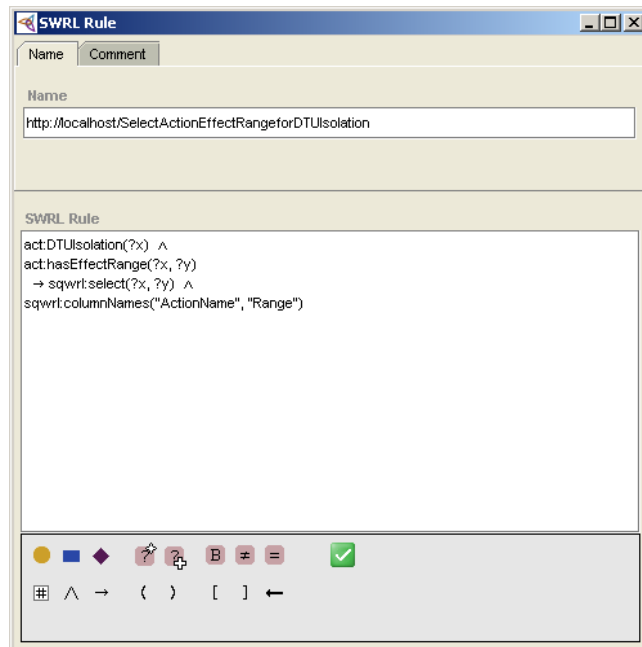 SWRL Rule
Name Comment
Name
http://localhost/SelectActionEffectRangeforDTUIsolation
SWRL Rule
act:DTUIsolation(?x) ∧
act:hasEffectRange(?x, ?y)
→ sqwrl:select(?x, ?y) ∧
sqwrl:columnNames("ActionName", "Range")
? ? B ≠ =
# ∧ → ( ) [ ] ←